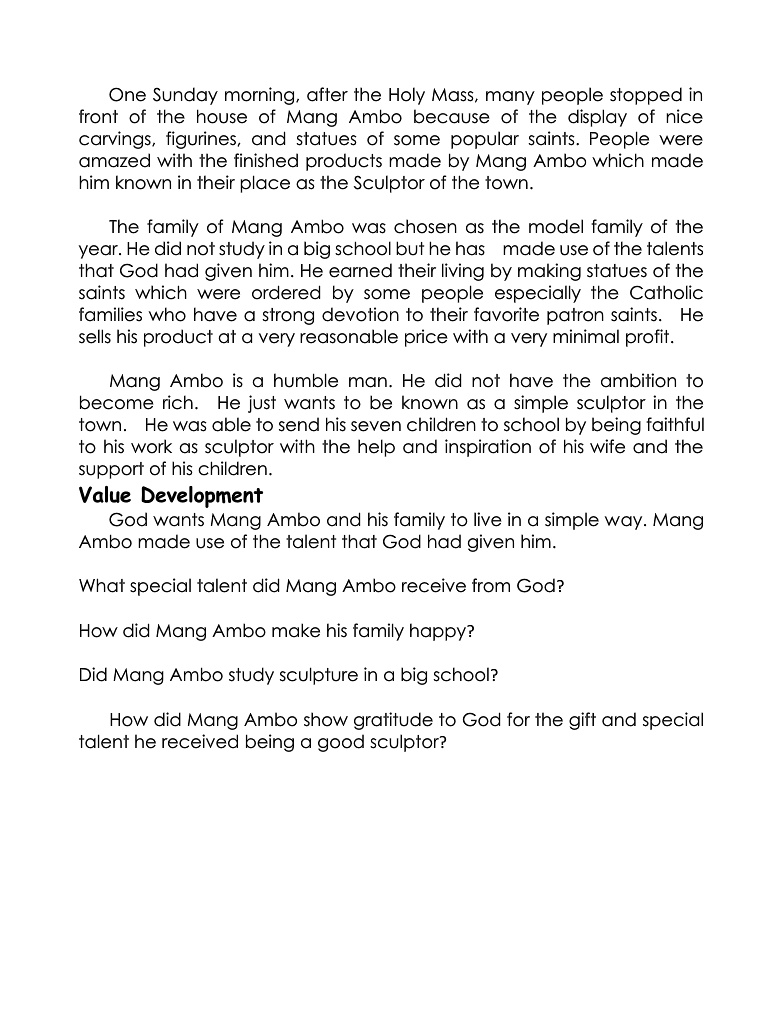 One Sunday morning, after the Holy Mass, many people stopped in
front of the house of Mang Ambo because of the display of nice
carvings, figurines, and statues of some popular saints. People were
amazed with the finished products made by Mang Ambo which made
him known in their place as the Sculptor of the town.
The family of Mang Ambo was chosen as the model family of the
year. He did not study in a big school but he has made use of the talents
that God had given him. He earned their living by making statues of the
saints which were ordered by some people especially the Catholic
families who have a strong devotion to their favorite patron saints. He
sells his product at a very reasonable price with a very minimal profit.
Mang Ambo is a humble man. He did not have the ambition to
become rich. He just wants to be known as a simple sculptor in the
town. He was able to send his seven children to school by being faithful
to his work as sculptor with the help and inspiration of his wife and the
support of his children.
Value Development
God wants Mang Ambo and his family to live in a simple way. Mang
Ambo made use of the talent that God had given him.
What special talent did Mang Ambo receive from God?
How did Mang Ambo make his family happy?
Did Mang Ambo study sculpture in a big school?
How did Mang Ambo show gratitude to God for the gift and special
talent he received being a good sculptor?